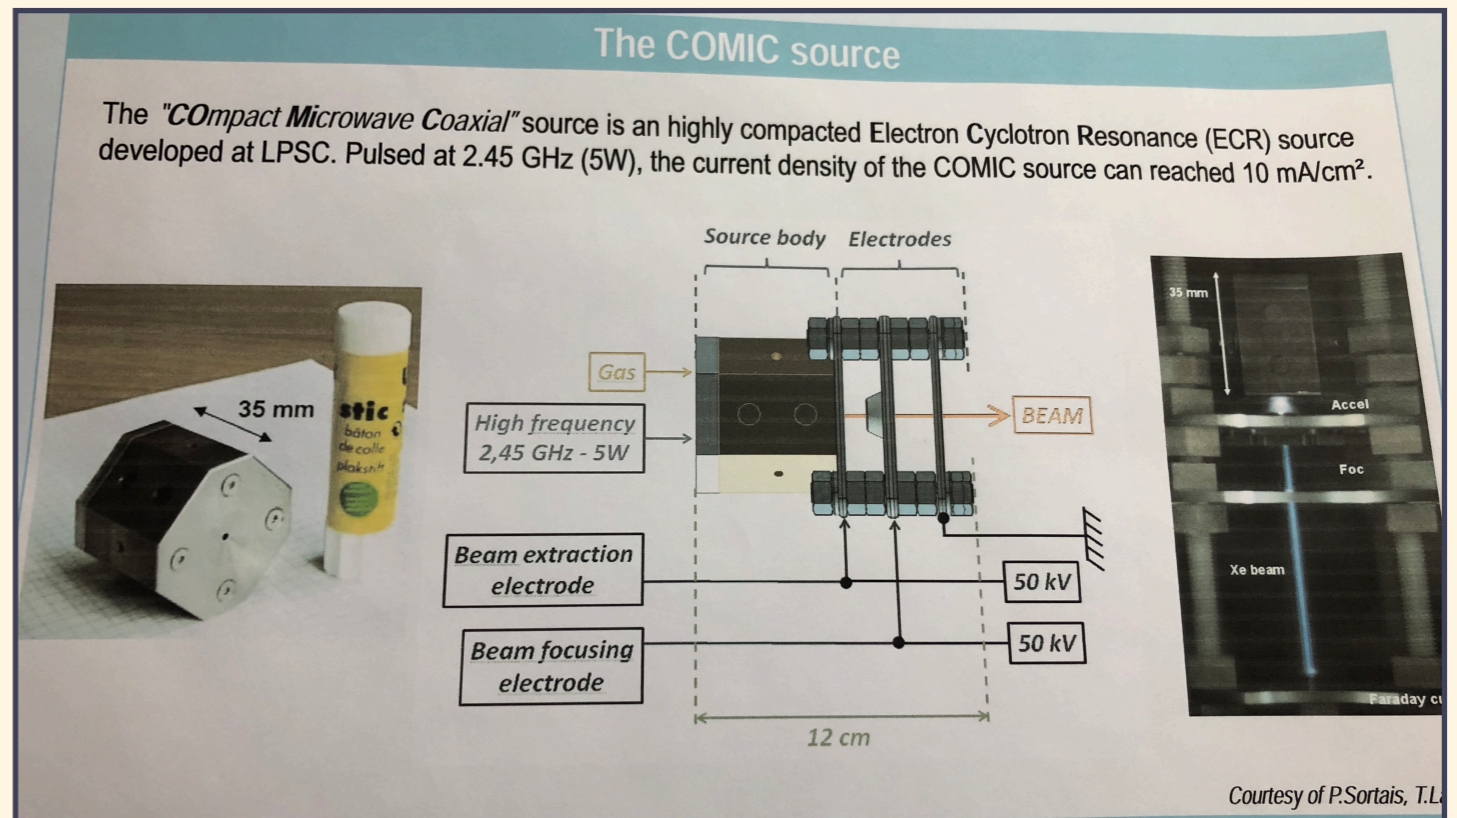 The COMIC source
The "COmpact Microwave Coaxial" source is an highly compacted Electron Cyclotron Resonance (ECR) source
developed at LPSC. Pulsed at 2.45 GHz (5W), the current density of the COMIC source can reached 10 mA/cm².
Source body
Electrodes
35 mm
stic
bâton
de colle
Gas
High frequency
2,45 GHz - 5W
BEAM
Beam extraction
electrode
50 kV
Beam focusing
electrode
50 kV
12 cm
35 mm
Accel
Foc
Xe beam
Faraday
Courtesy of P.Sortais,